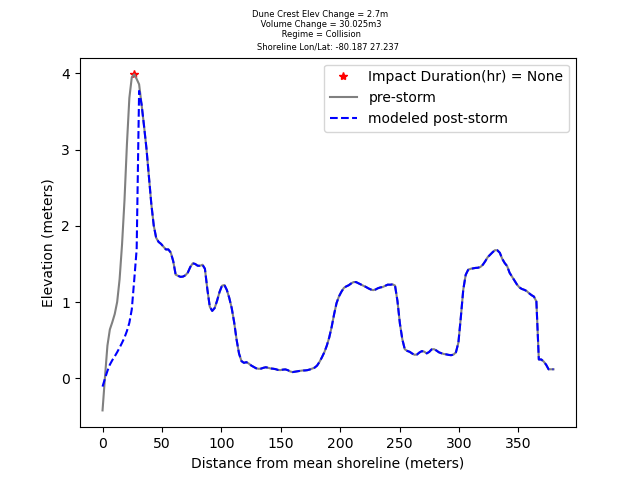 Dune Crest Elev Change = 2.7m
Volume Change = 30.025m3
Regime = Collision
Shoreline Lon/Lat: -80.187 27.237
Impact Duration(hr) = None
pre-storm
modeled post-storm
Elevation (meters)
4
3
2
1
0
0 50 100 150 200 250 300 350
Distance from mean shoreline (meters)